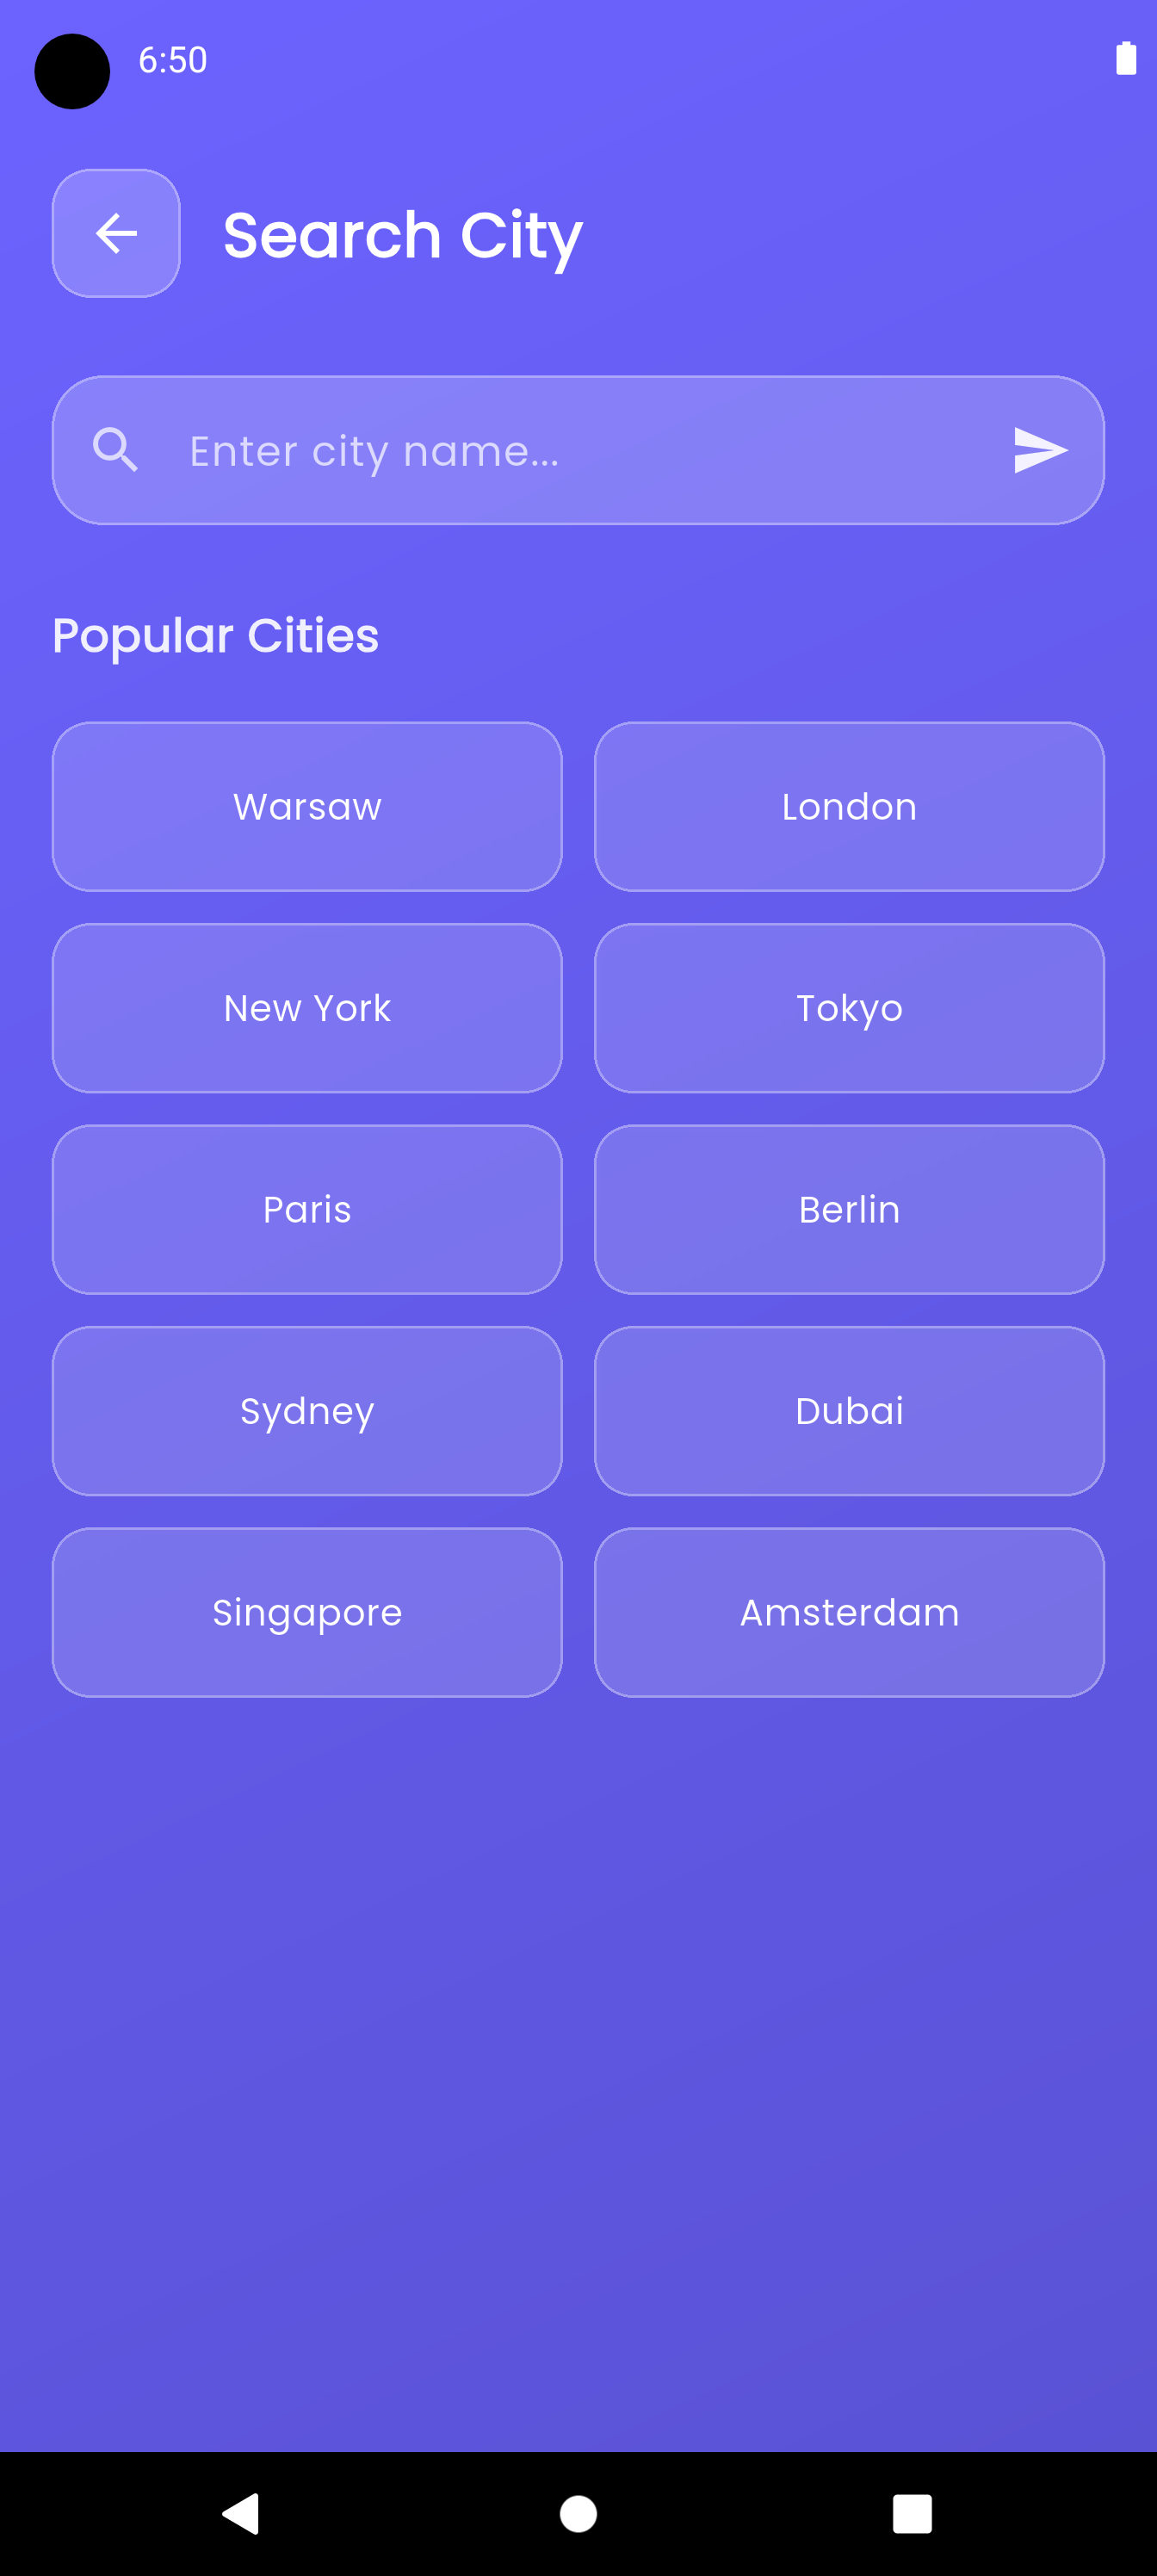 6:50
Search City
Enter city name...
Popular Cities
Warsaw
London
New York
Tokyo
Paris
Berlin
Sydney
Dubai
Singapore
Amsterdam